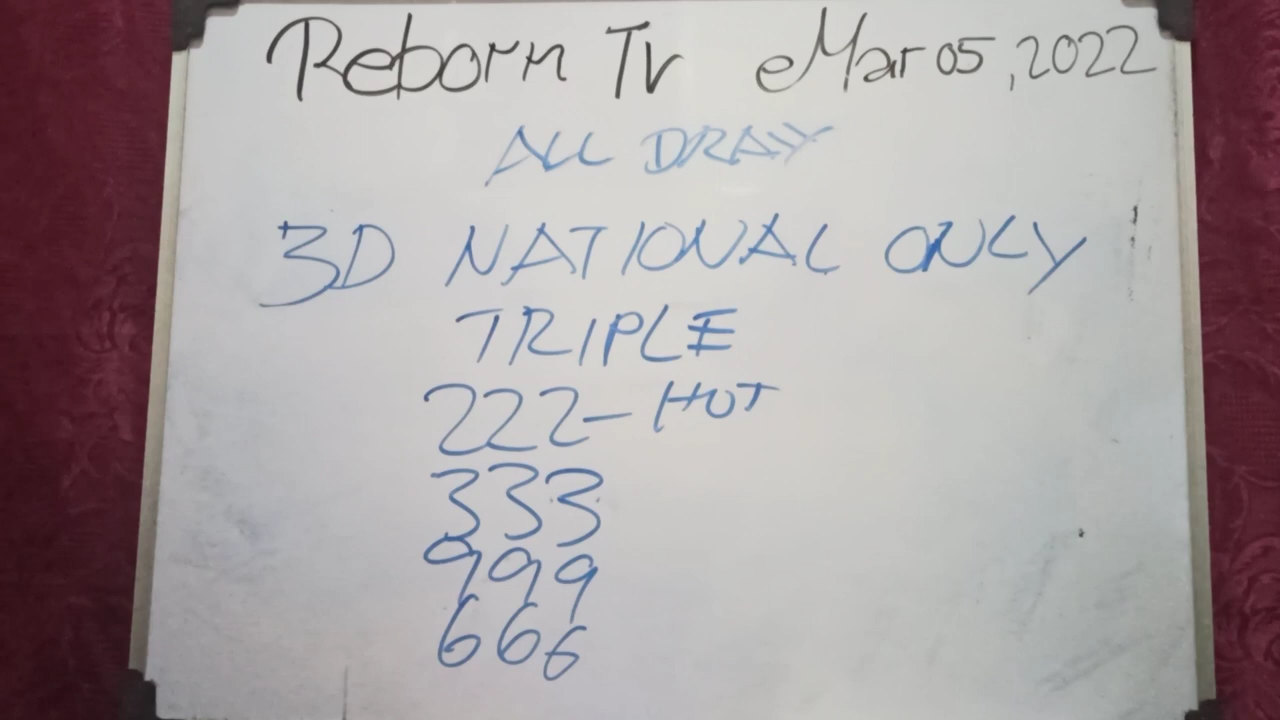 Reborn Tv Mar 05, 2022
ALL DRAW
3D NATIONAL ONLY
TRIPLE
222- HOT
333
999
666